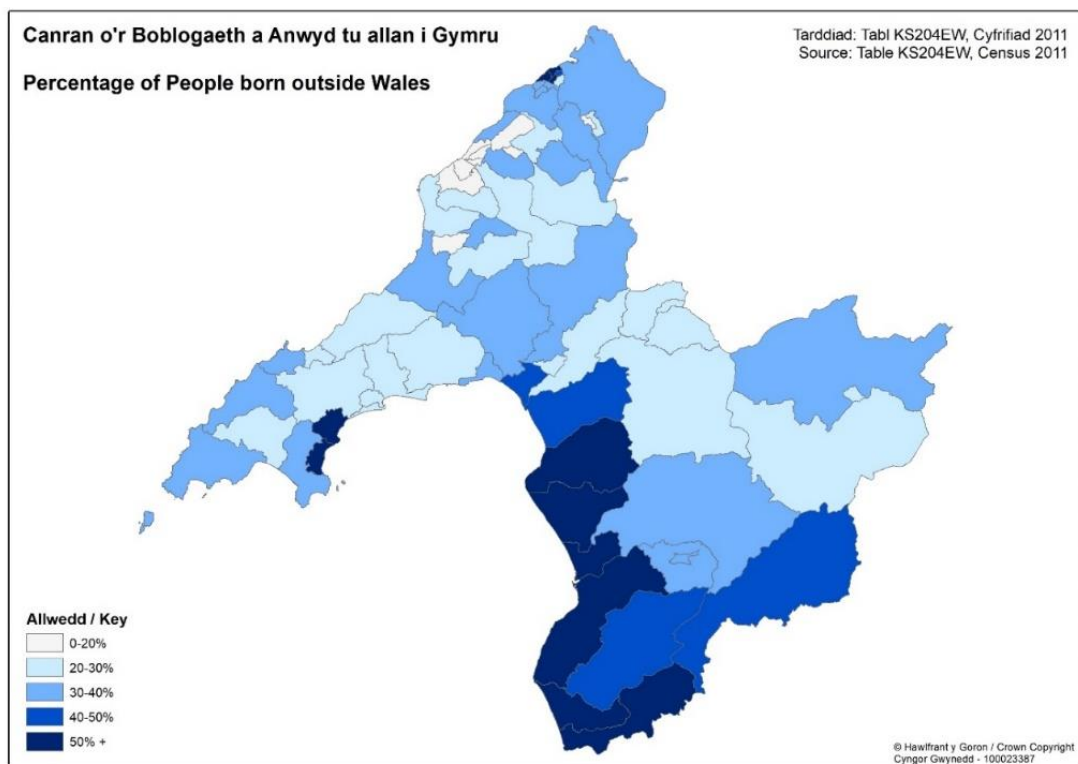 Canran o'r Boblogaeth a Anwyd tu allan i Gymru
Percentage of People born outside Wales
Tarddiad: Tabl KS204EW, Cyfrifiad 2011
Source: Table KS204EW, Census 2011
Allwedd / Key
0-20%
20-30%
30-40%
40-50%
50% +
© Hawlfraint y Goron / Crown Copyright
Cyngor Gwynedd - 100023387